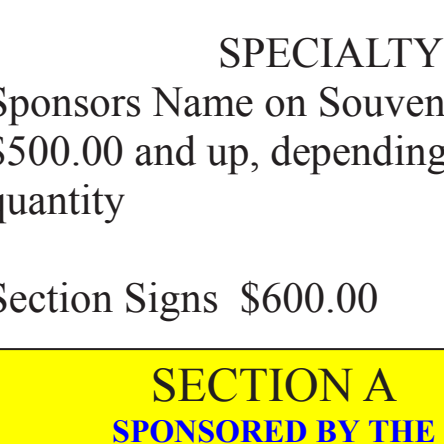 SPECIALTY
Sponsors Name on Souven
$500.00 and up, depending
quantity
Section Signs $600.00
SECTION A
SPONSORED BY THE